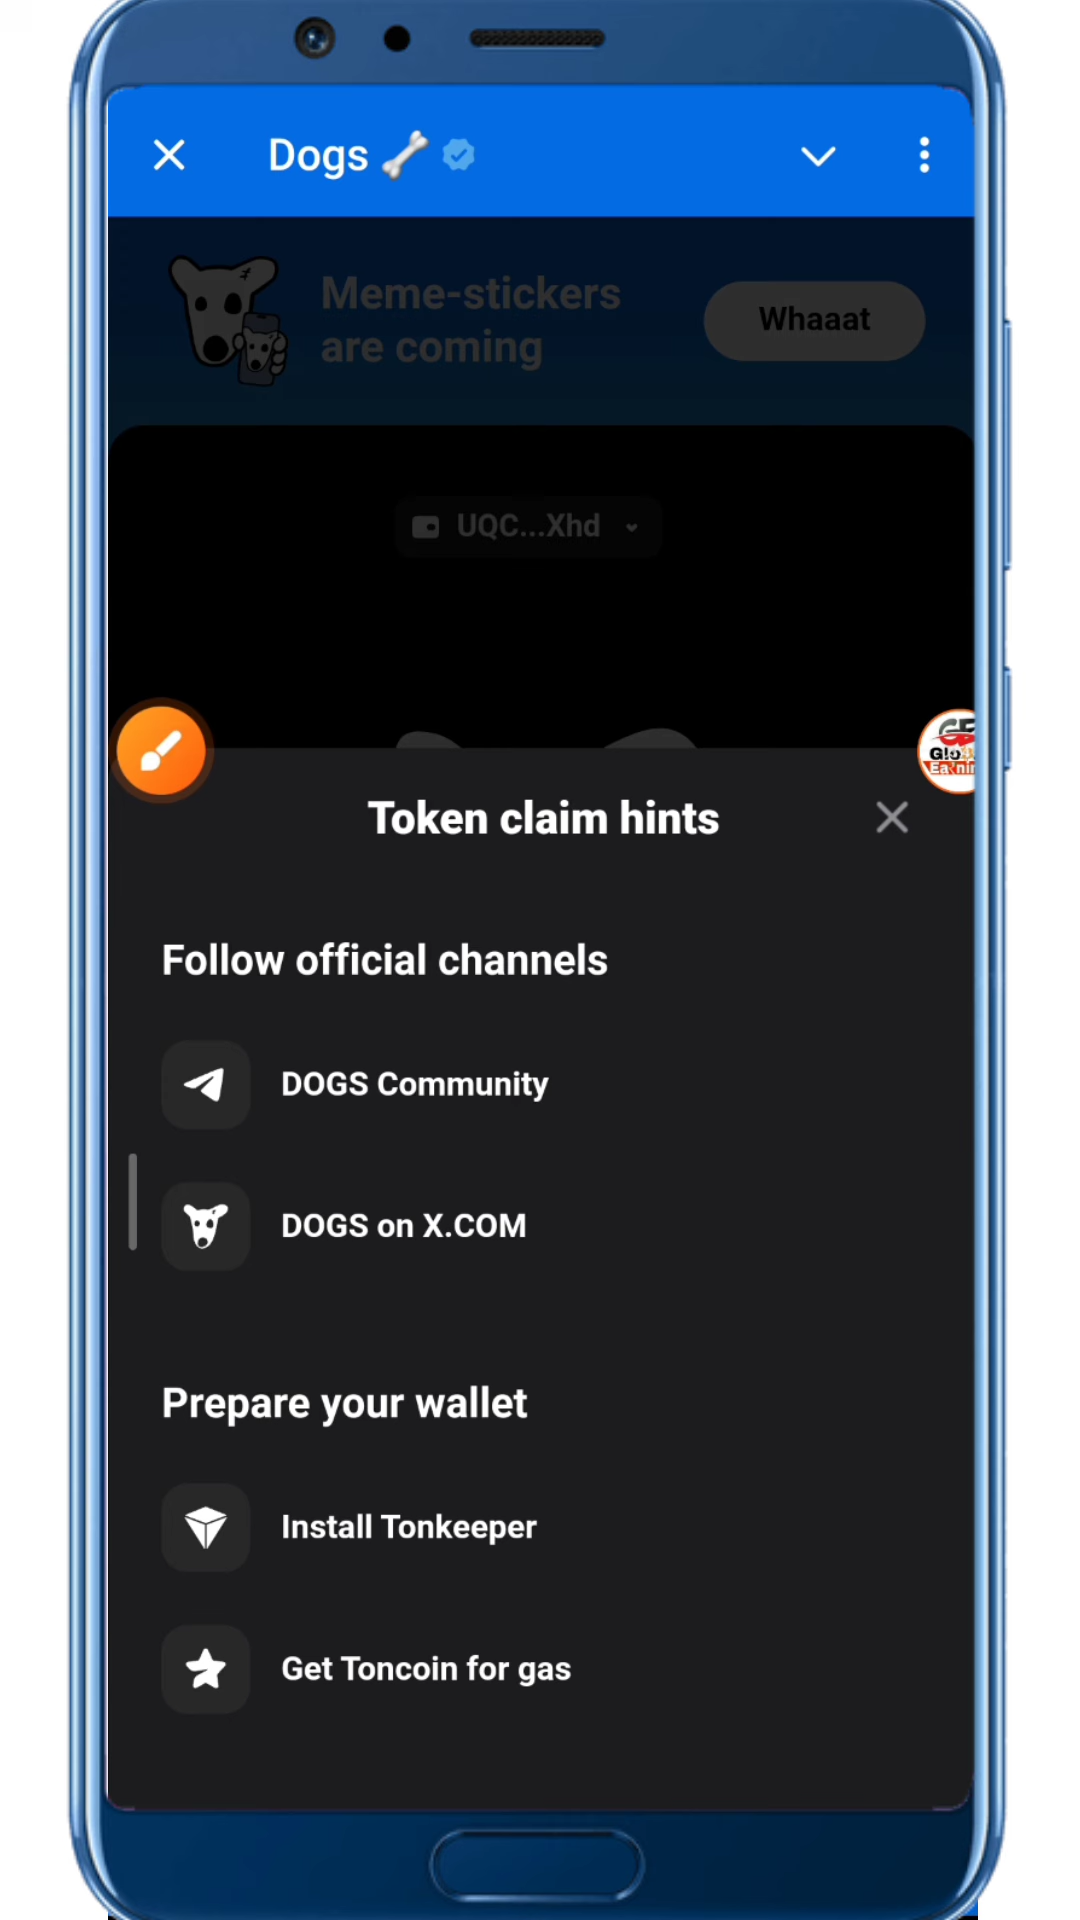 Dogs
Meme-stickers
are coming
Whaaat
UQC...Xhd
Token claim hints
Follow official channels
DOGS Community
DOGS on X.COM
Prepare your wallet
Install Tonkeeper
Get Toncoin for gas